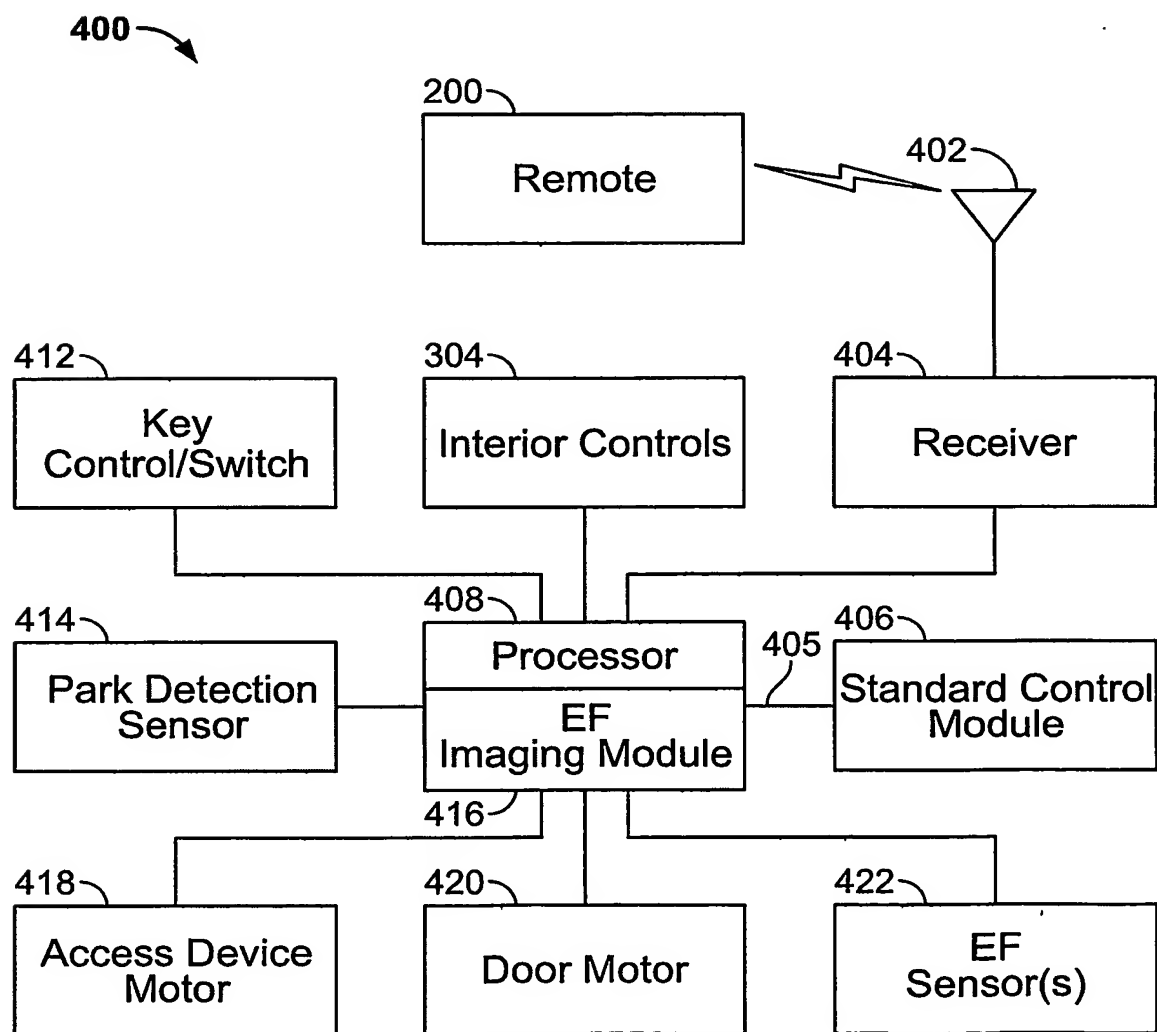 400
200
Remote
402
412
Key
Control/Switch
304
Interior Controls
404
Receiver
414
Park Detection
Sensor
408
Processor
EF
Imaging Module
416
405
406
Standard Control
Module
418
Access Device
Motor
420
Door Motor
422
EF
Sensor(s)